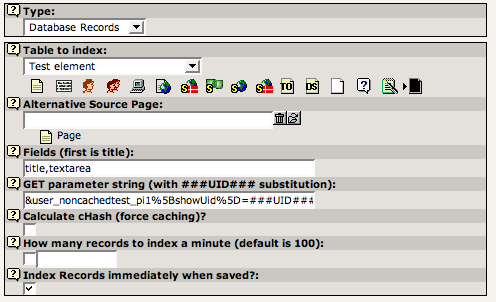 Type:
Database Records
Table to index:
Test element
TO DS
Alternative Source Page:
Page
Fields (first is title):
title,textarea
GET parameter string (with ###UID### substitution):
&user_noncachedtest_pi1%5BshowUid%5D=###UID###
Calculate cHash (force caching)?
How many records to index a minute (default is 100):
Index Records immediately when saved?: